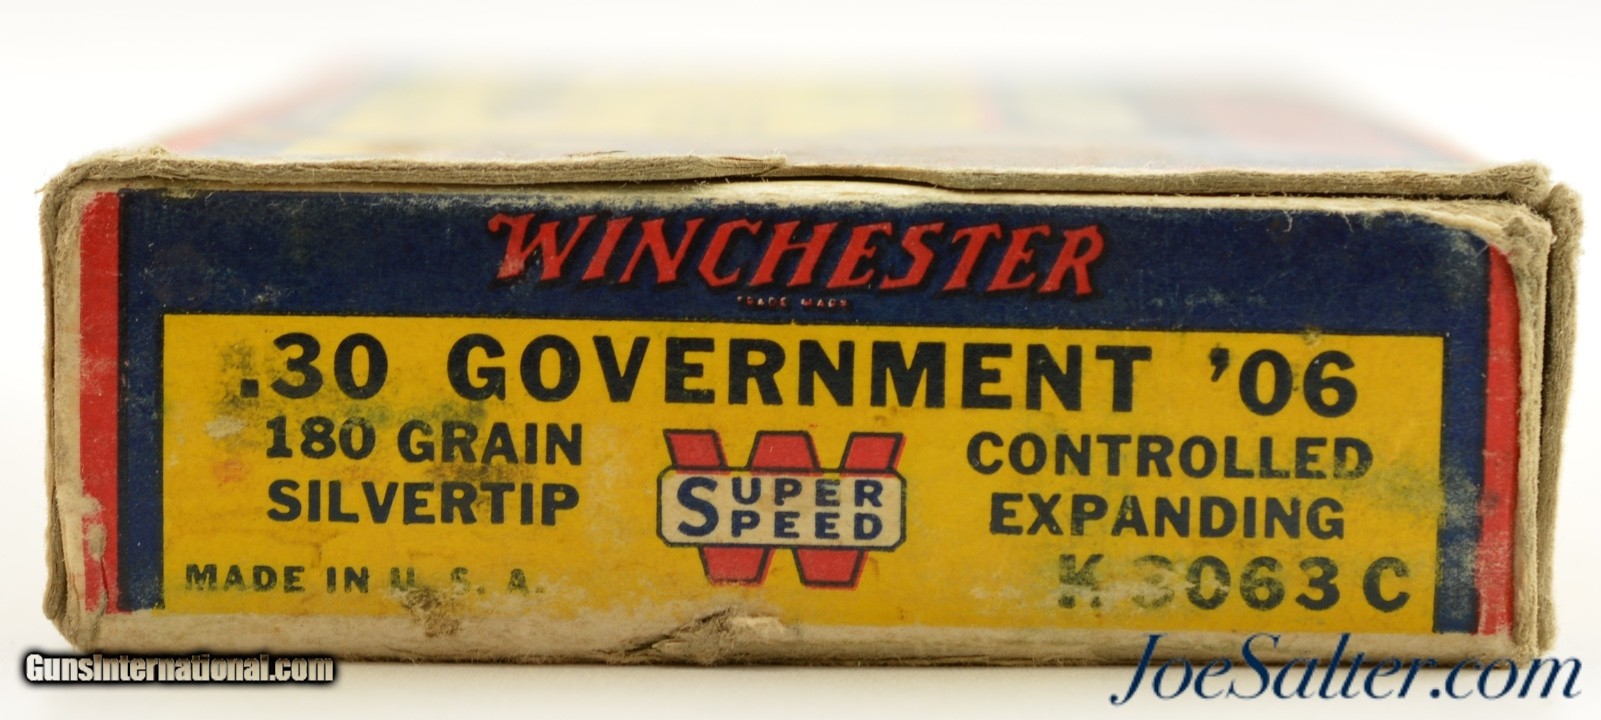 WINCHESTER
TRADE MARK
.30 GOVERNMENT '06
180 GRAIN
SILVERTIP
SUPER
SPEED
CONTROLLED
EXPANDING
MADE IN U. S. A.
K 3063 C
GunsInternational.com
JoeSalter.com